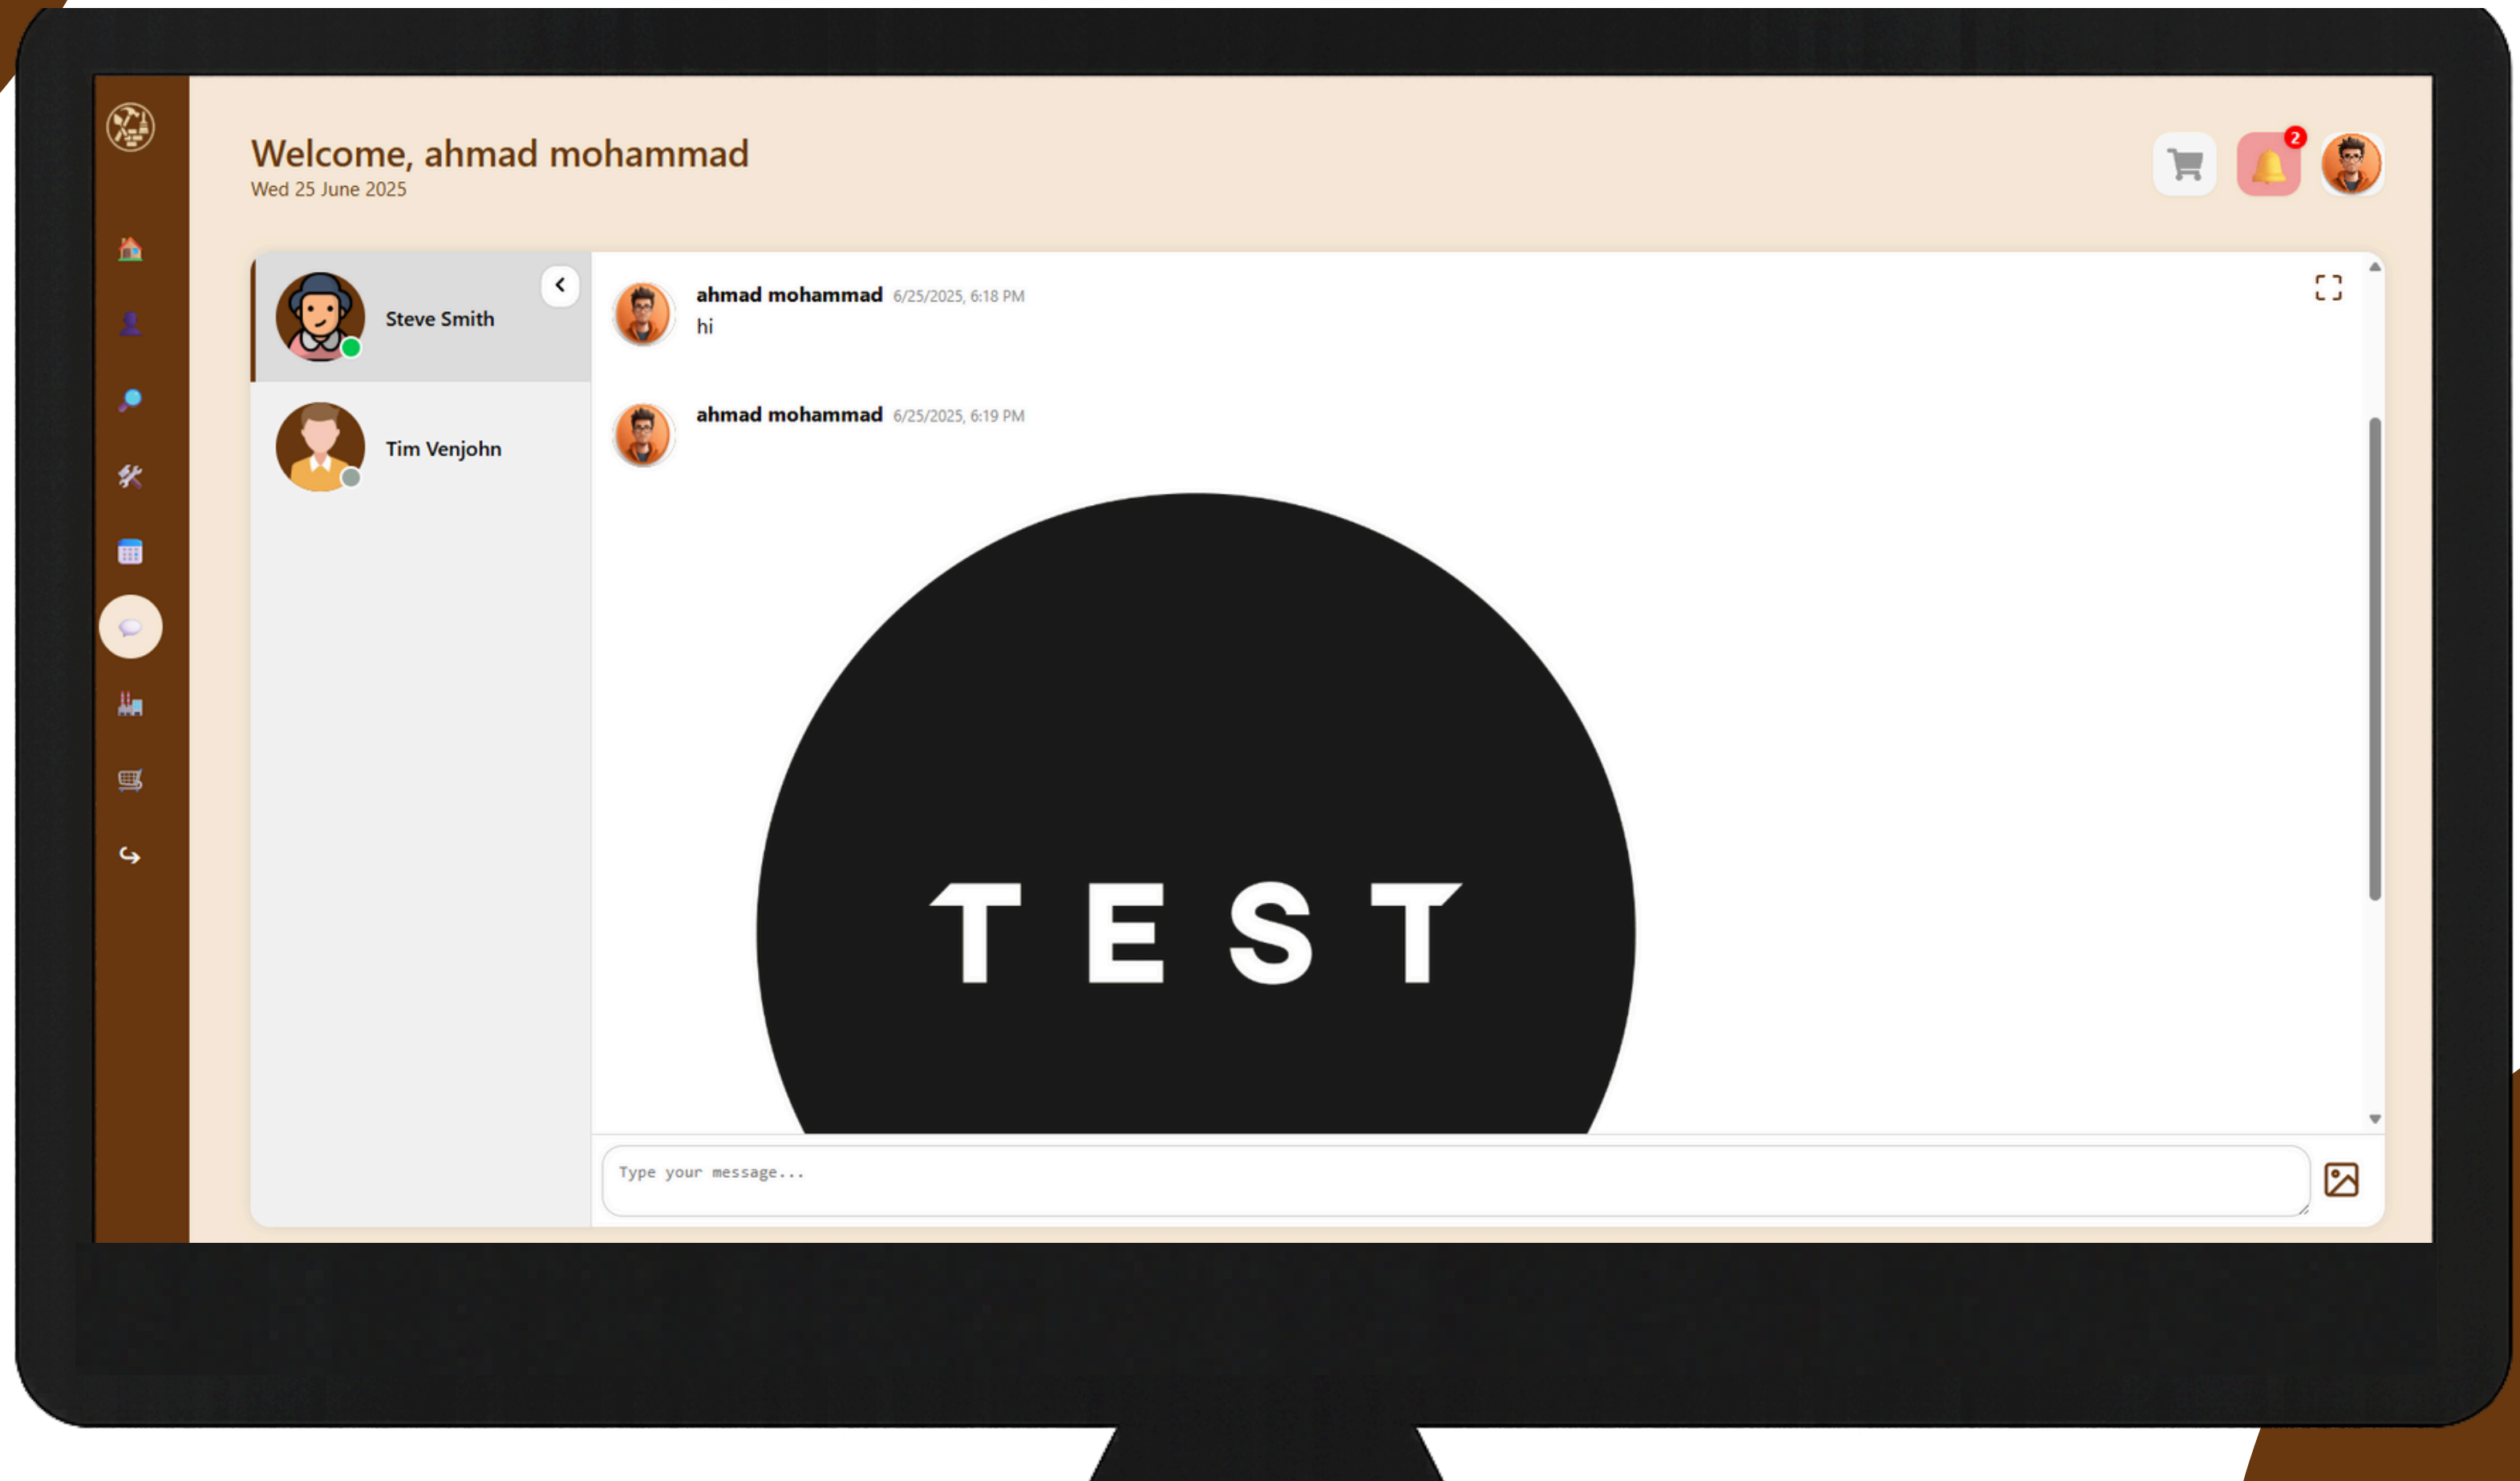 Welcome, ahmad mohammad
Wed 25 June 2025
2
Steve Smith
Tim Venjohn
ahmad mohammad 6/25/2025, 6:18 PM
hi
ahmad mohammad 6/25/2025, 6:19 PM
TEST
Type your message...